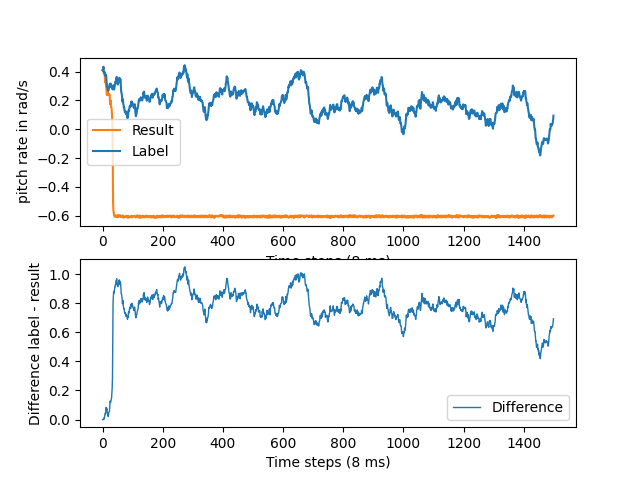 pitch rate in rad/s
0.4
0.2
0.0
−0.2
−0.4
−0.6
Result
Label
0 200 400 600 800 1000 1200 1400
Time steps (8 ms)
Difference label - result
1.0
0.8
0.6
0.4
0.2
0.0
Difference
0 200 400 600 800 1000 1200 1400
Time steps (8 ms)